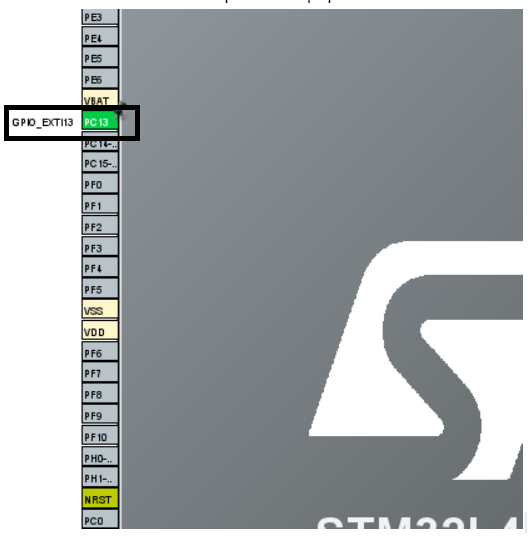 PE3
PE4
PE5
PE6
VBAT
GPIO_EXTI13 PC13
PC14-..
PC15-..
PF0
PF1
PF2
PF3
PF4
PF5
VSS
VDD
PF6
PF7
PF8
PF9
PF10
PH0-..
PH1-..
NRST
PC0
STM32L4